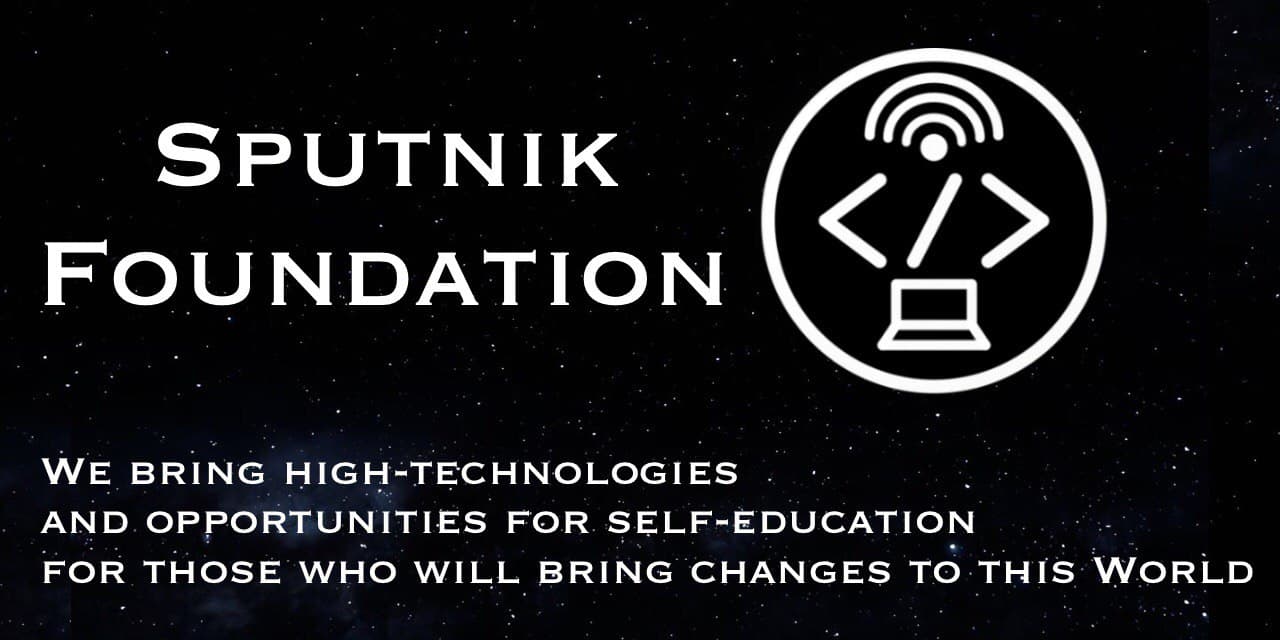 Sputnik
Foundation
</>
We bring high-technologies
and opportunities for self-education
for those who will bring changes to this World